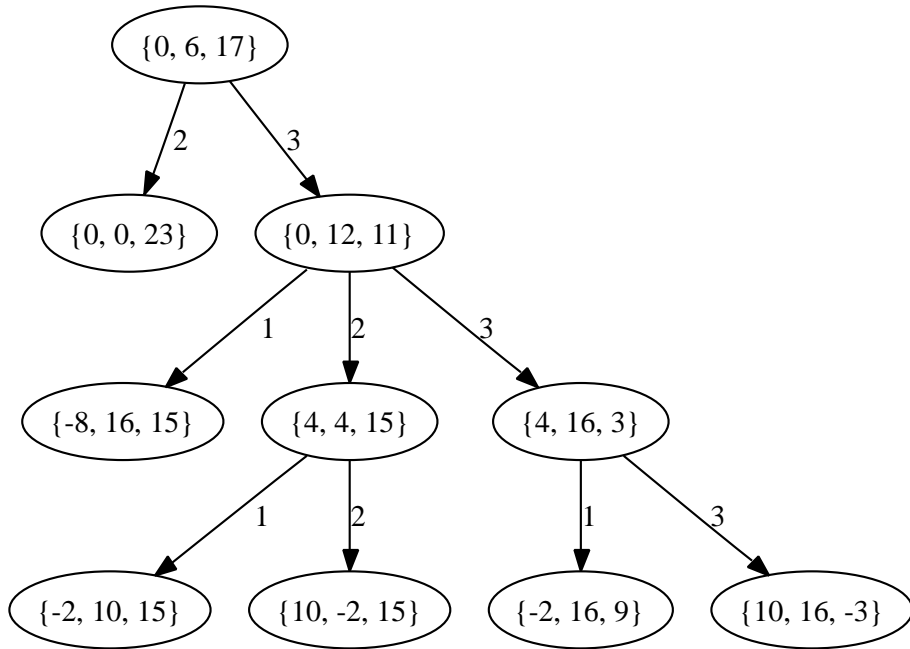 {0, 6, 17}
2
3
{0, 0, 23}
{0, 12, 11}
1
2
3
{-8, 16, 15}
{4, 4, 15}
{4, 16, 3}
1
2
1
3
{-2, 10, 15}
{10, -2, 15}
{-2, 16, 9}
{10, 16, -3}